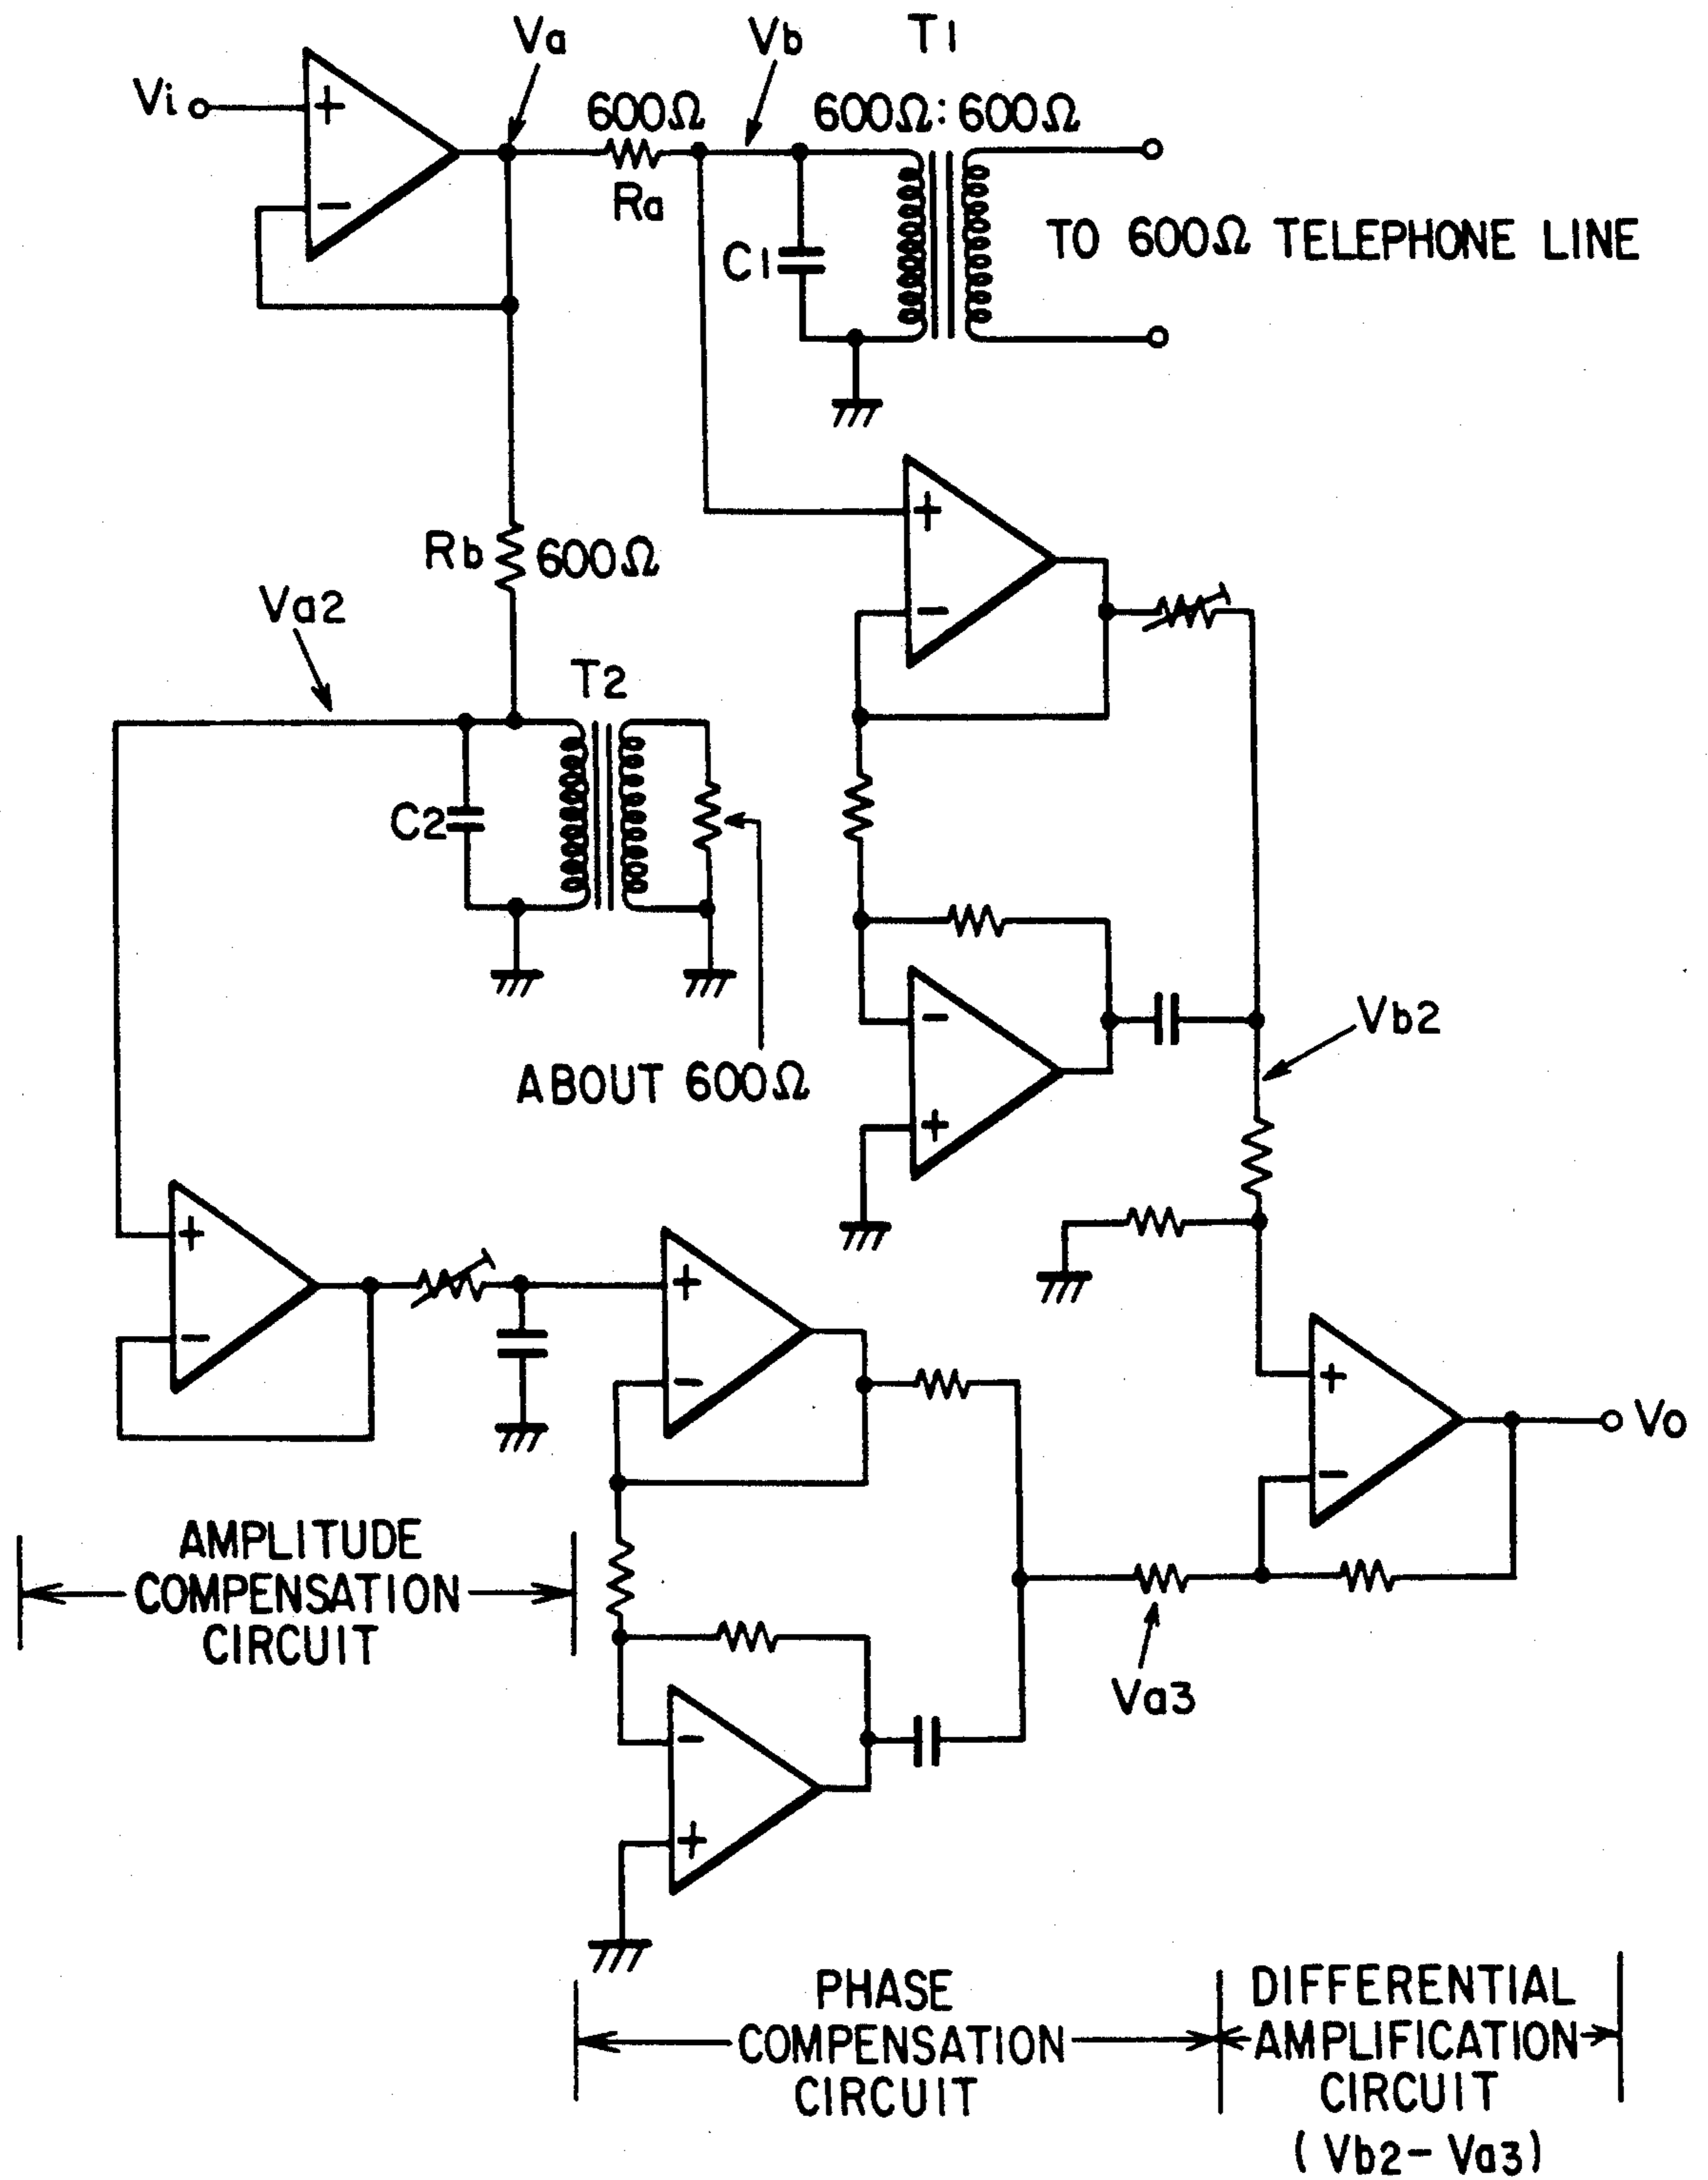 Va
Vb
T1
Vi
+
−
600Ω
Ra
600Ω:600Ω
C1
TO 600Ω TELEPHONE LINE
Rb
600Ω
+
−
Va2
T2
C2
ABOUT 600Ω
−
+
Vb2
+
−
+
−
+
−
Vo
AMPLITUDE
COMPENSATION
CIRCUIT
Va3
−
+
PHASE
COMPENSATION
CIRCUIT
DIFFERENTIAL
AMPLIFICATION
CIRCUIT
(Vb2−Va3)